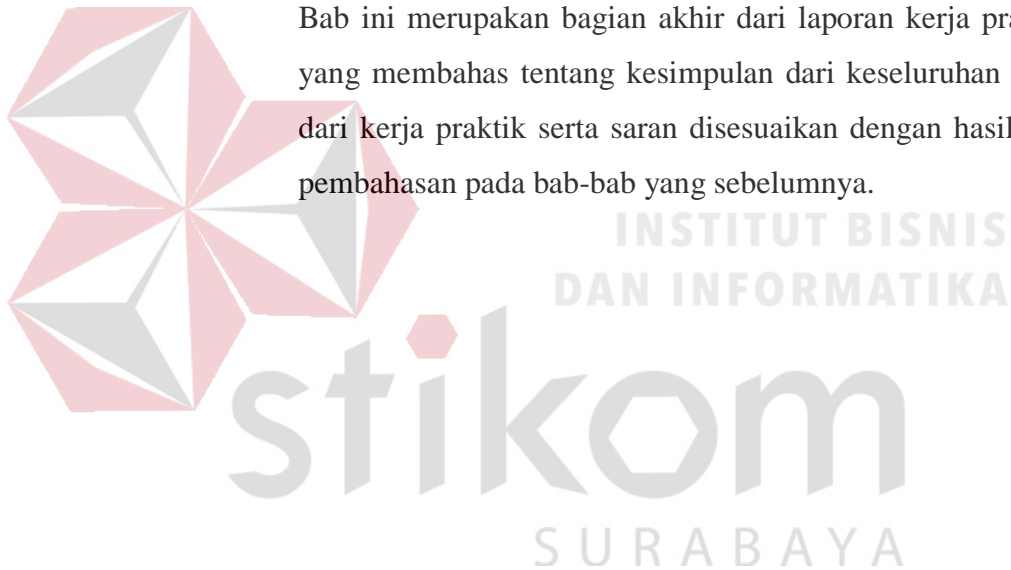 Bab ini merupakan bagian akhir dari laporan kerja pra
yang membahas tentang kesimpulan dari keseluruhan
dari kerja praktik serta saran disesuaikan dengan hasil
pembahasan pada bab-bab yang sebelumnya.
INSTITUT BISNIS
DAN INFORMATIKA
stikom
SURABAYA